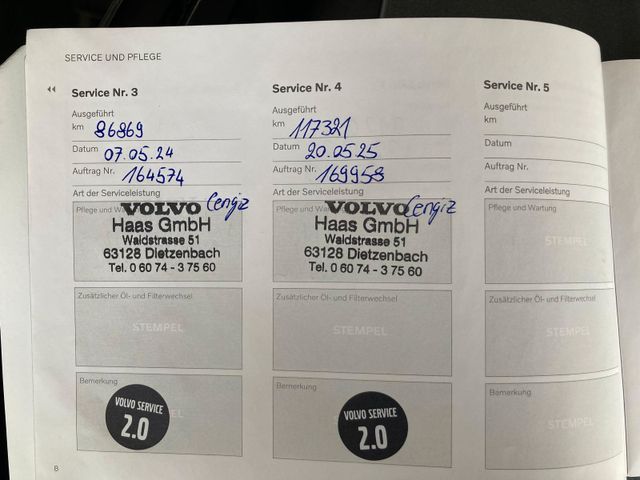 SERVICE UND PFLEGE
Service Nr. 3
Ausgeführt
km 86869
Datum 07.05.24
Auftrag Nr. 164574
Art der Serviceleistung
Pflege und Wartung
Cengiz
VOLVO
Haas GmbH
Waldstrasse 51
63128 Dietzenbach
Tel. 0 60 74 - 3 75 60
Zusätzlicher Öl- und Filterwechsel
STEMPEL
Bemerkung
VOLVO SERVICE
2.0
Service Nr. 4
Ausgeführt
km 117321
Datum 20.05.25
Auftrag Nr. 169958
Art der Serviceleistung
Pflege und Wartung
Cengiz
VOLVO
Haas GmbH
Waldstrasse 51
63128 Dietzenbach
Tel. 0 60 74 - 3 75 60
Zusätzlicher Öl- und Filterwechsel
STEMPEL
Bemerkung
VOLVO SERVICE
2.0
Service Nr. 5
Ausgeführt
km
Datum
Auftrag Nr.
Art der Serviceleistung
Pflege und Wartung
STEMPEL
Zusätzlicher Öl- und Filterwechsel
STEMPEL
Bemerkung
STEMPEL
8